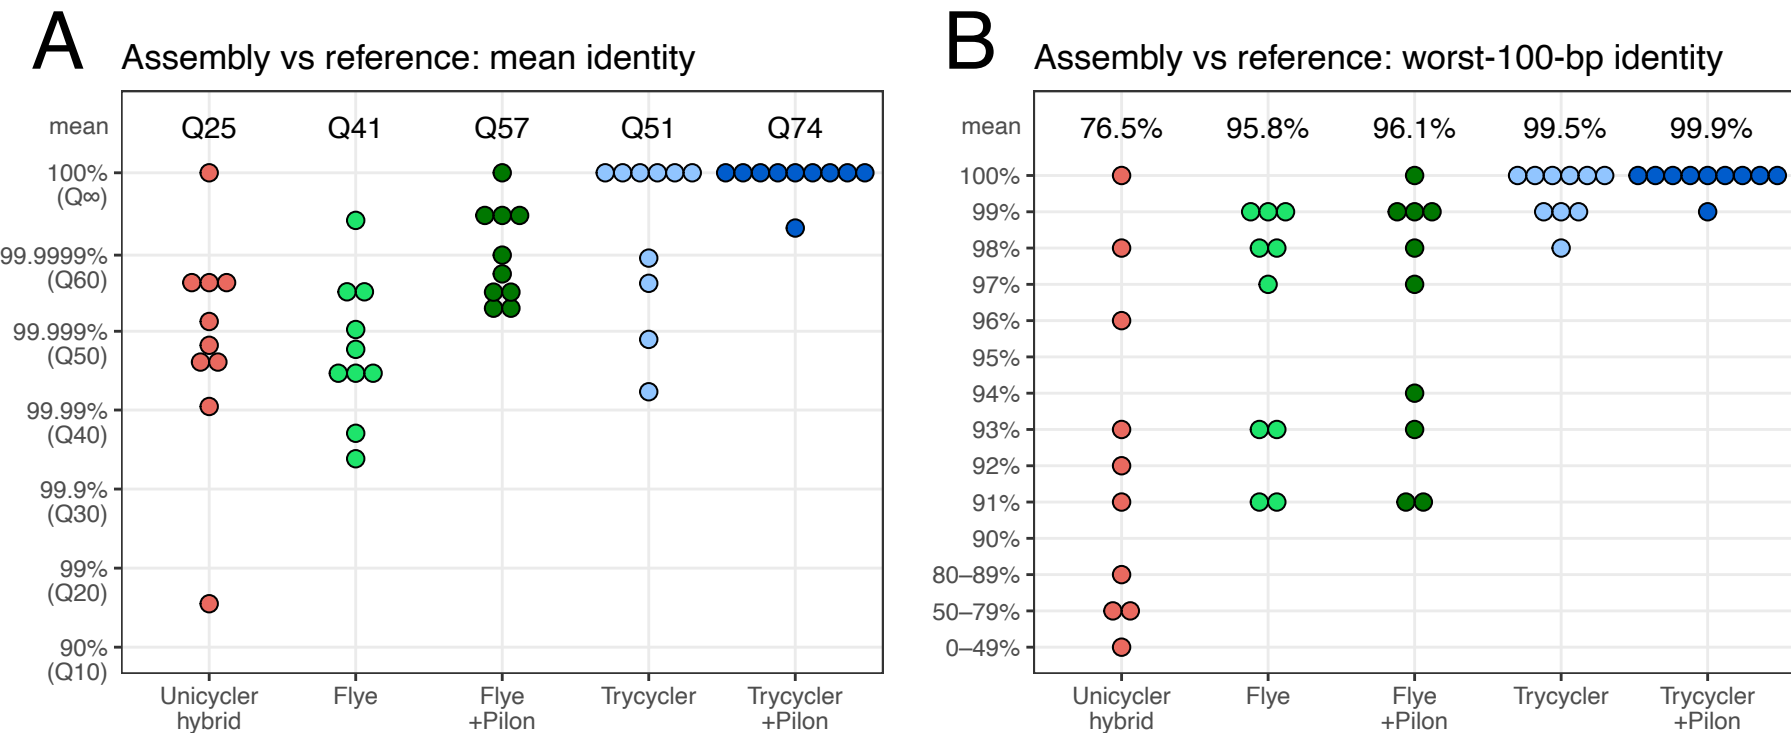 A Assembly vs reference: mean identity
mean Q25 Q41 Q57 Q51 Q74
100%
(Q∞)
99.9999%
(Q60)
99.999%
(Q50)
99.99%
(Q40)
99.9%
(Q30)
99%
(Q20)
90%
(Q10)
Unicycler Flye Flye Trycycler Trycycler
hybrid +Pilon +Pilon
B Assembly vs reference: worst-100-bp identity
mean 76.5% 95.8% 96.1% 99.5% 99.9%
100%
99%
98%
97%
96%
95%
94%
93%
92%
91%
90%
80–89%
50–79%
0–49%
Unicycler Flye Flye Trycycler Trycycler
hybrid +Pilon +Pilon